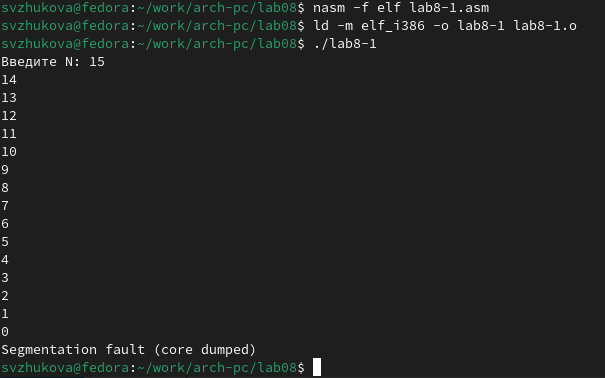 svzhukova@fedora:~/work/arch-pc/lab08$ nasm -f elf lab8-1.asm
svzhukova@fedora:~/work/arch-pc/lab08$ ld -m elf_i386 -o lab8-1 lab8-1.o
svzhukova@fedora:~/work/arch-pc/lab08$ ./lab8-1
Введите N: 15
14
13
12
11
10
9
8
7
6
5
4
3
2
1
0
Segmentation fault (core dumped)
svzhukova@fedora:~/work/arch-pc/lab08$